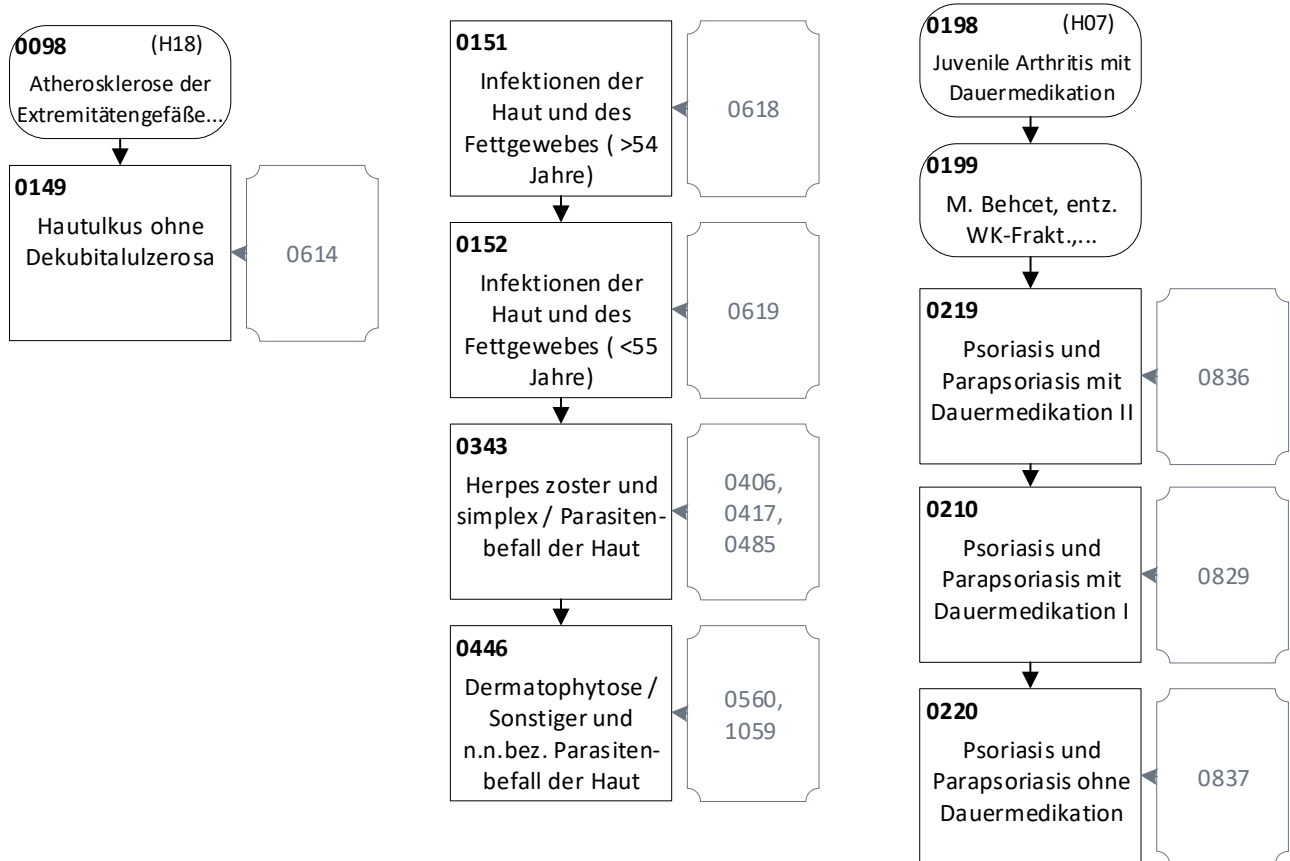 0098 (H18)
Atherosklerose der
Extremitätengefäße...
0149
Hautulkus ohne
Dekubitalulzerosa
0614
0151
Infektionen der
Haut und des
Fettgewebes ( >54
Jahre)
0618
0152
Infektionen der
Haut und des
Fettgewebes ( <55
Jahre)
0619
0343
Herpes zoster und
simplex / Parasiten-
befall der Haut
0406,
0417,
0485
0446
Dermatophytose /
Sonstiger und
n.n.bez. Parasiten-
befall der Haut
0560,
1059
0198 (H07)
Juvenile Arthritis mit
Dauermedikation
0199
M. Behcet, entz.
WK-Frakt.,...
0219
Psoriasis und
Parapsoriasis mit
Dauermedikation II
0836
0210
Psoriasis und
Parapsoriasis mit
Dauermedikation I
0829
0220
Psoriasis und
Parapsoriasis ohne
Dauermedikation
0837